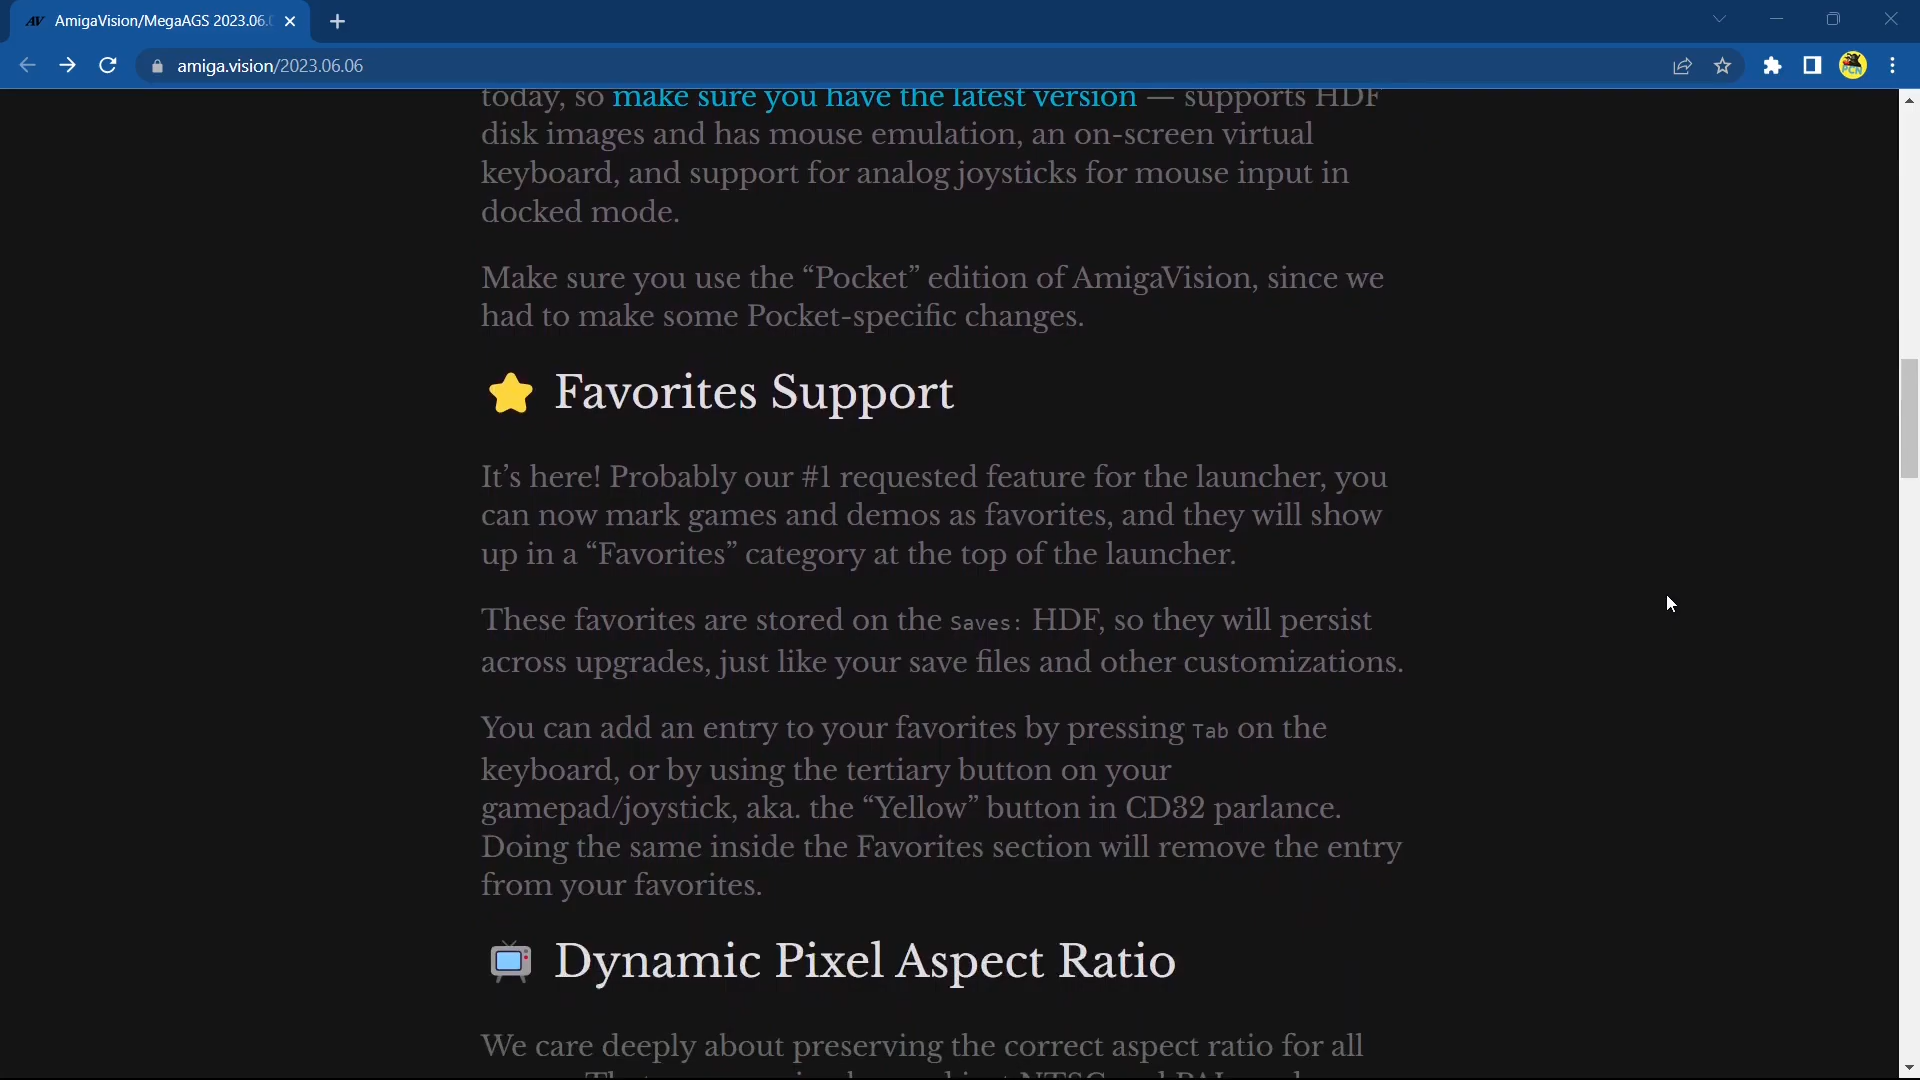 AmigaVision/MegaAGS 2023.06.0
amiga.vision/2023.06.06
today, so make sure you have the latest version — supports HDF
disk images and has mouse emulation, an on-screen virtual
keyboard, and support for analog joysticks for mouse input in
docked mode.
Make sure you use the “Pocket” edition of AmigaVision, since we
had to make some Pocket-specific changes.
⭐ Favorites Support
It’s here! Probably our #1 requested feature for the launcher, you
can now mark games and demos as favorites, and they will show
up in a “Favorites” category at the top of the launcher.
These favorites are stored on the Saves: HDF, so they will persist
across upgrades, just like your save files and other customizations.
You can add an entry to your favorites by pressing Tab on the
keyboard, or by using the tertiary button on your
gamepad/joystick, aka. the “Yellow” button in CD32 parlance.
Doing the same inside the Favorites section will remove the entry
from your favorites.
📺 Dynamic Pixel Aspect Ratio
We care deeply about preserving the correct aspect ratio for all